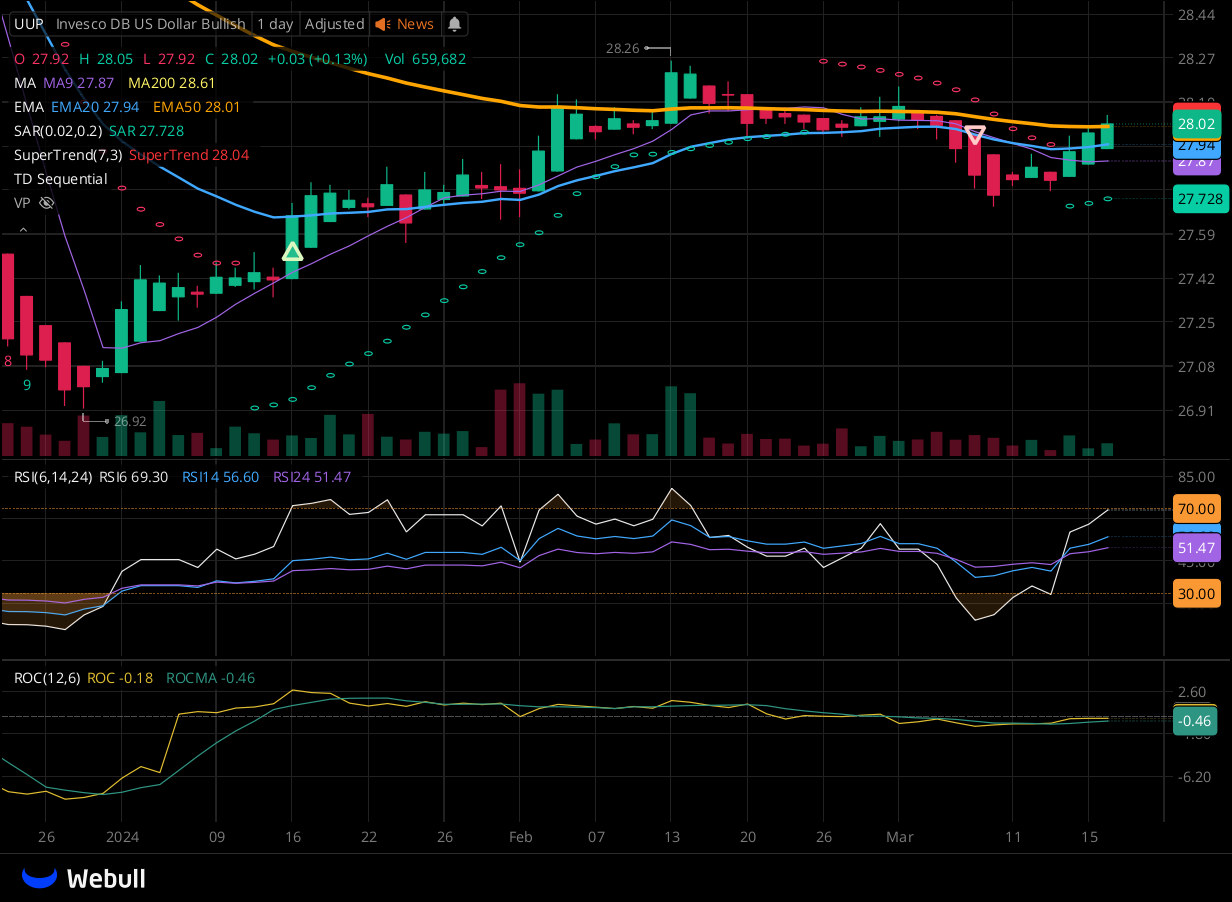 UUP Invesco DB US Dollar Bullish 1 day Adjusted News
O 27.92 H 28.05 L 27.92 C 28.02 +0.03 (+0.13%) Vol 659,682
MA MA9 27.87 MA200 28.61
EMA EMA20 27.94 EMA50 28.01
SAR(0.02,0.2) SAR 27.728
SuperTrend(7,3) SuperTrend 28.04
TD Sequential
VP
28.26
26.92
8
9
28.44
28.27
28.10
28.02
27.94
27.87
27.728
27.59
27.42
27.25
27.08
26.91
RSI(6,14,24) RSI6 69.30 RSI14 56.60 RSI24 51.47
85.00
70.00
51.47
45.00
30.00
ROC(12,6) ROC -0.18 ROCMA -0.46
2.60
-0.46
-6.20
26 2024 09 16 22 26 Feb 07 13 20 26 Mar 11 15
Webull